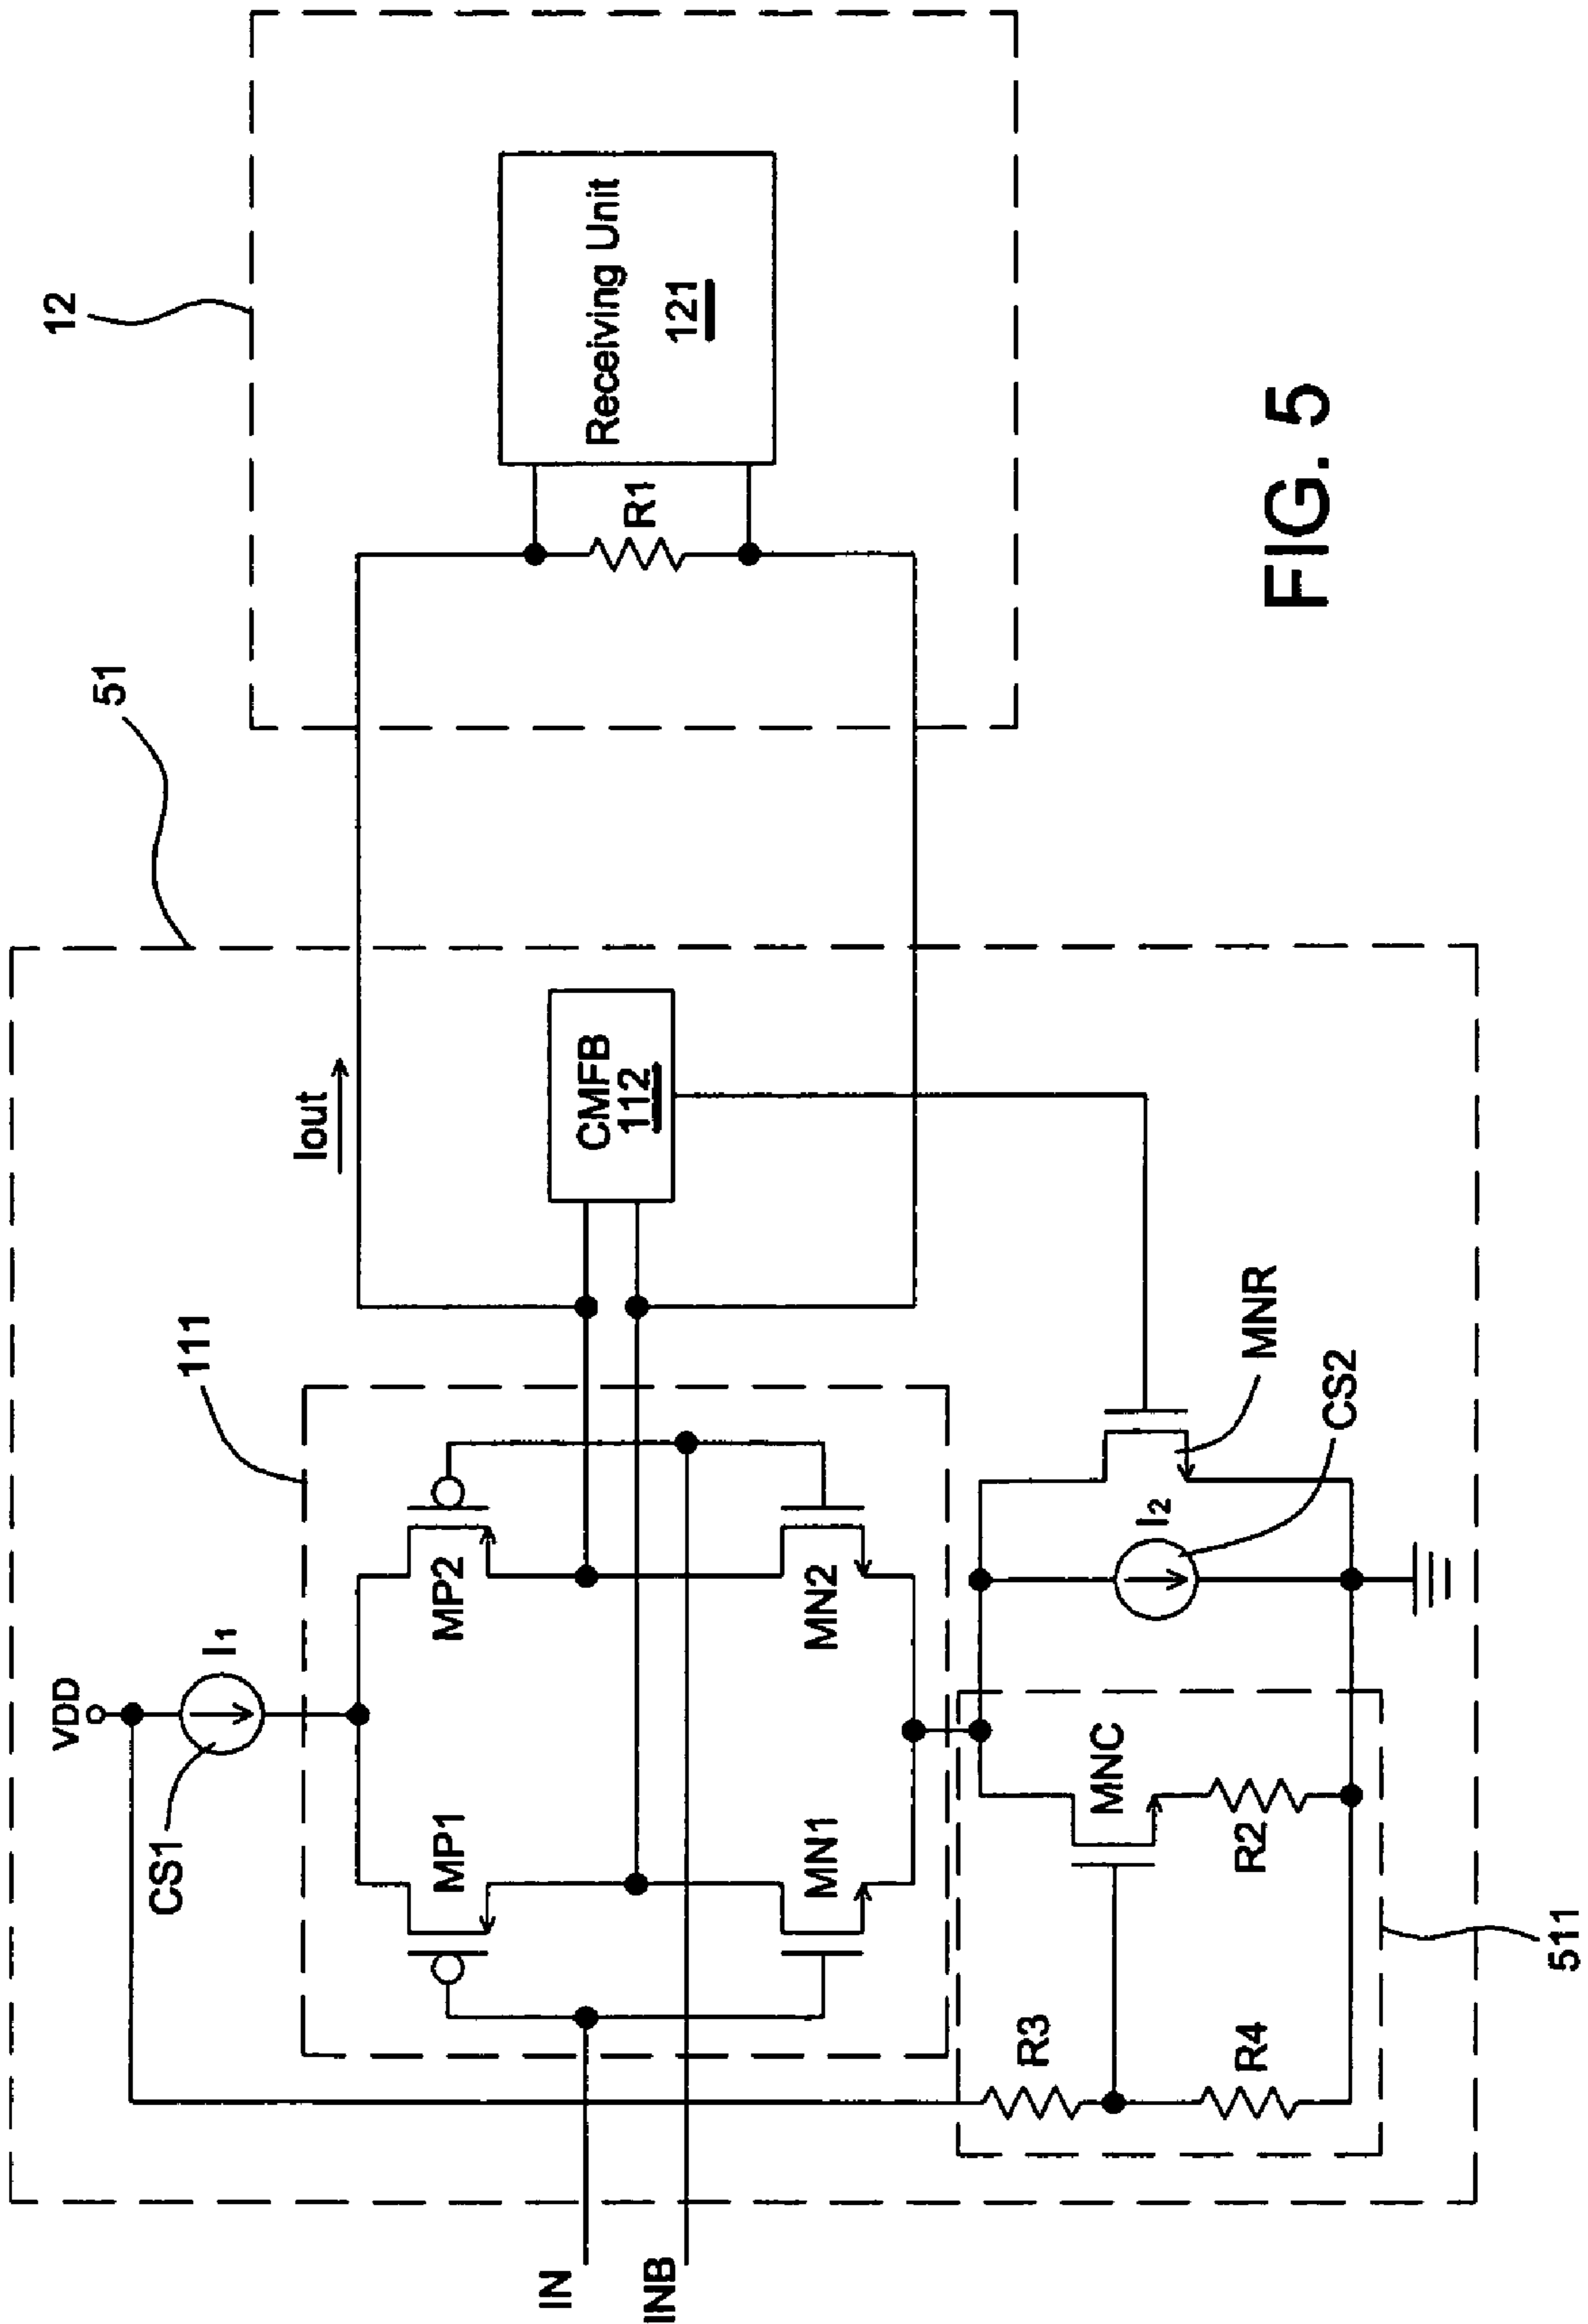 12
51
VDD
I1
CS1
111
Iout
MP1
MP2
CMFB
112
R1
Receiving Unit
121
IN
INB
MN1
MN2
R3
R4
MNC
R2
I2
MNR
CS2
511
FIG. 5